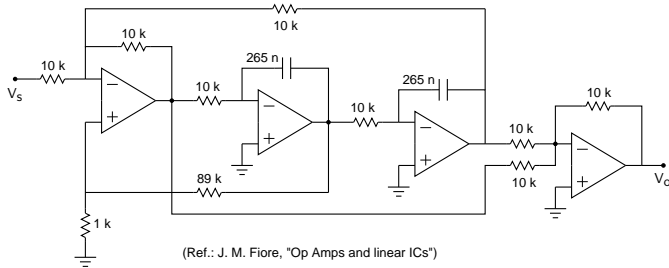 10 k
10 k
265 n
265 n
10 k
10 k
10 k
10 k
10 k
V_s
10 k
89 k
10 k
V_o
1 k
(Ref.: J. M. Fiore, "Op Amps and linear ICs")